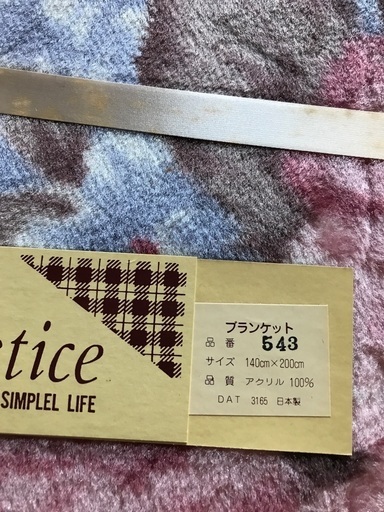 SIMPLEL LIFE
ブランケット
品番 543
サイズ 140cm×200cm
品質 アクリル 100%
DAT 3165 日本製